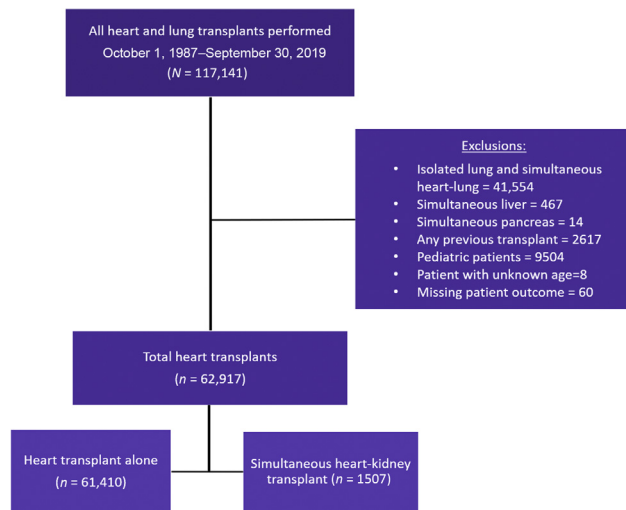 All heart and lung transplants performed
October 1, 1987–September 30, 2019
(N = 117,141)
Exclusions:
• Isolated lung and simultaneous
heart-lung = 41,554
• Simultaneous liver = 467
• Simultaneous pancreas = 14
• Any previous transplant = 2617
• Pediatric patients = 9504
• Patient with unknown age=8
• Missing patient outcome = 60
Total heart transplants
(n = 62,917)
Heart transplant alone
(n = 61,410)
Simultaneous heart-kidney
transplant (n = 1507)